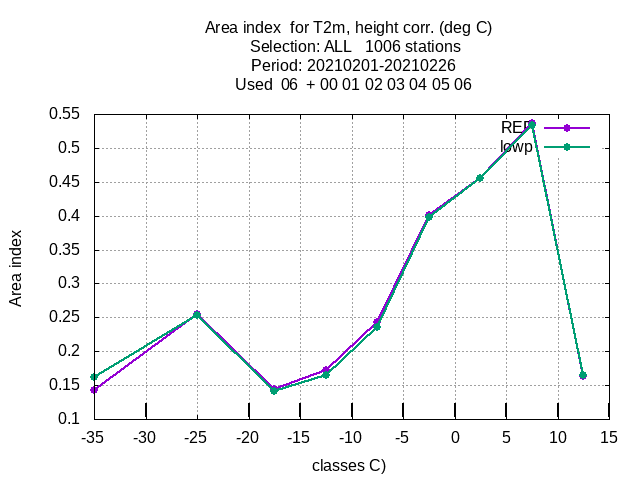 Area index  for T2m, height corr. (deg C)
Selection: ALL   1006 stations
Period: 20210201-20210226
Used  06  + 00 01 02 03 04 05 06
REF
lowp
0.55
0.5
0.45
0.4
0.35
0.3
0.25
0.2
0.15
0.1
Area index
-35 -30 -25 -20 -15 -10 -5 0 5 10 15
classes C)